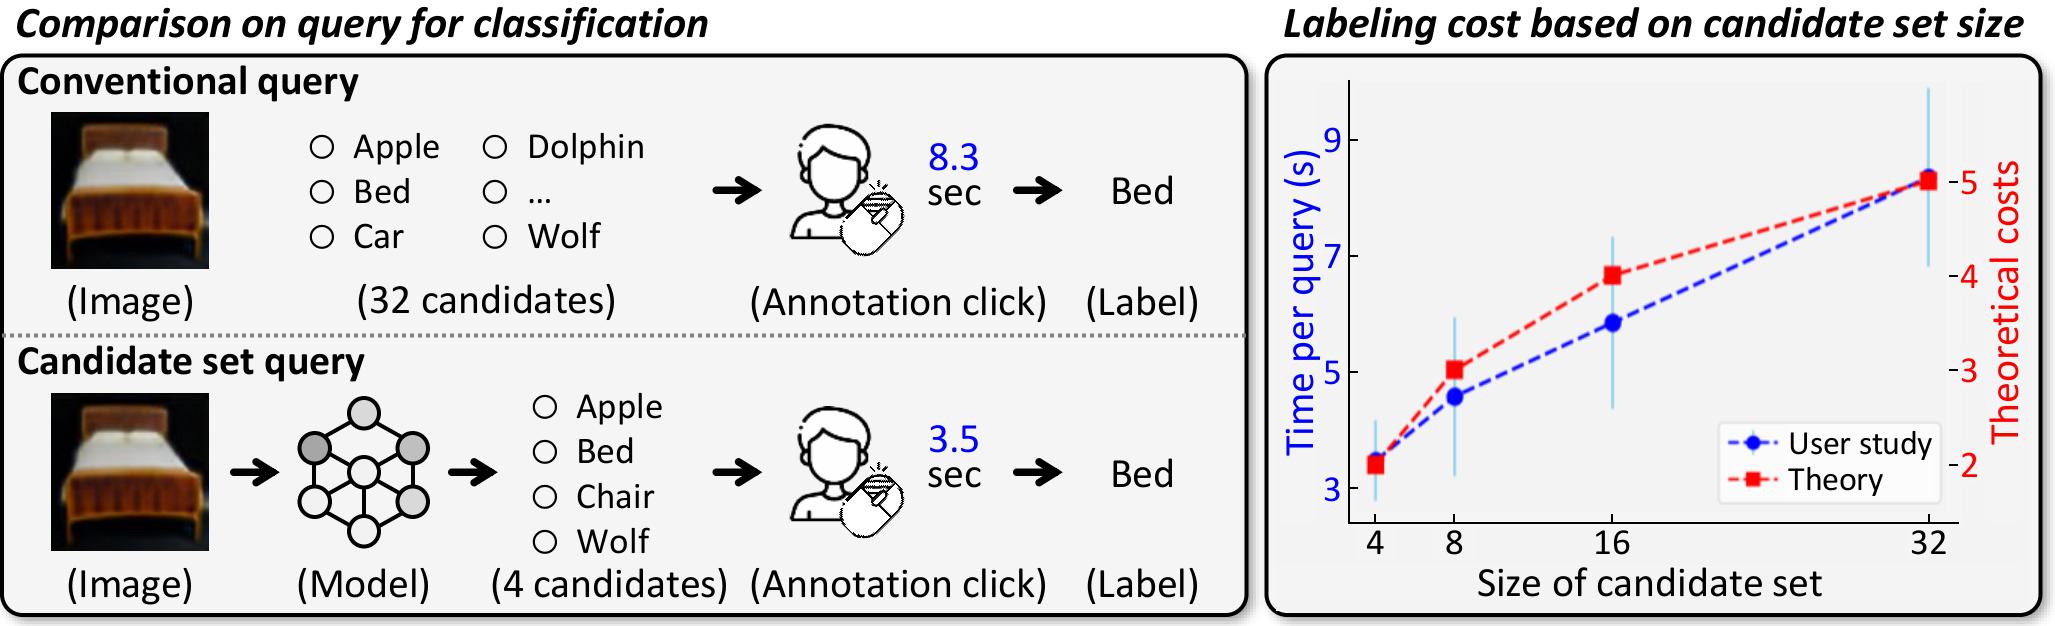 Comparison on query for classification
Conventional query
○ Apple ○ Dolphin
○ Bed ○ ...
○ Car ○ Wolf
8.3
sec
Bed
(Image)
(32 candidates)
(Annotation click)
(Label)
Candidate set query
○ Apple
○ Bed
○ Chair
○ Wolf
3.5
sec
Bed
(Image)
(Model)
(4 candidates)
(Annotation click)
(Label)
Labeling cost based on candidate set size
Time per query (s)
9
7
5
3
5
4
3
2
Theoretical costs
User study
Theory
4 8 16 32
Size of candidate set